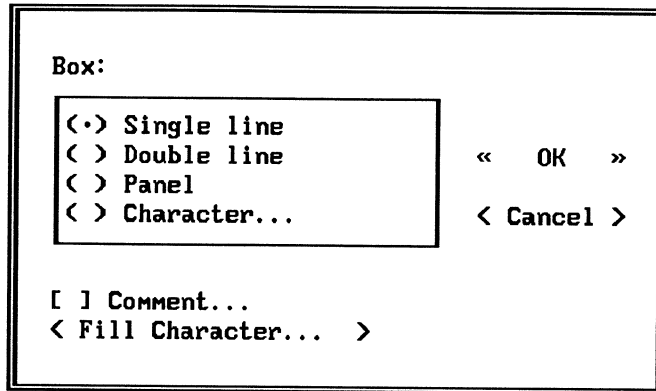 Box:
(·) Single line
( ) Double line
( ) Panel
( ) Character...
« OK »
< Cancel >
[ ] Comment...
< Fill Character... >